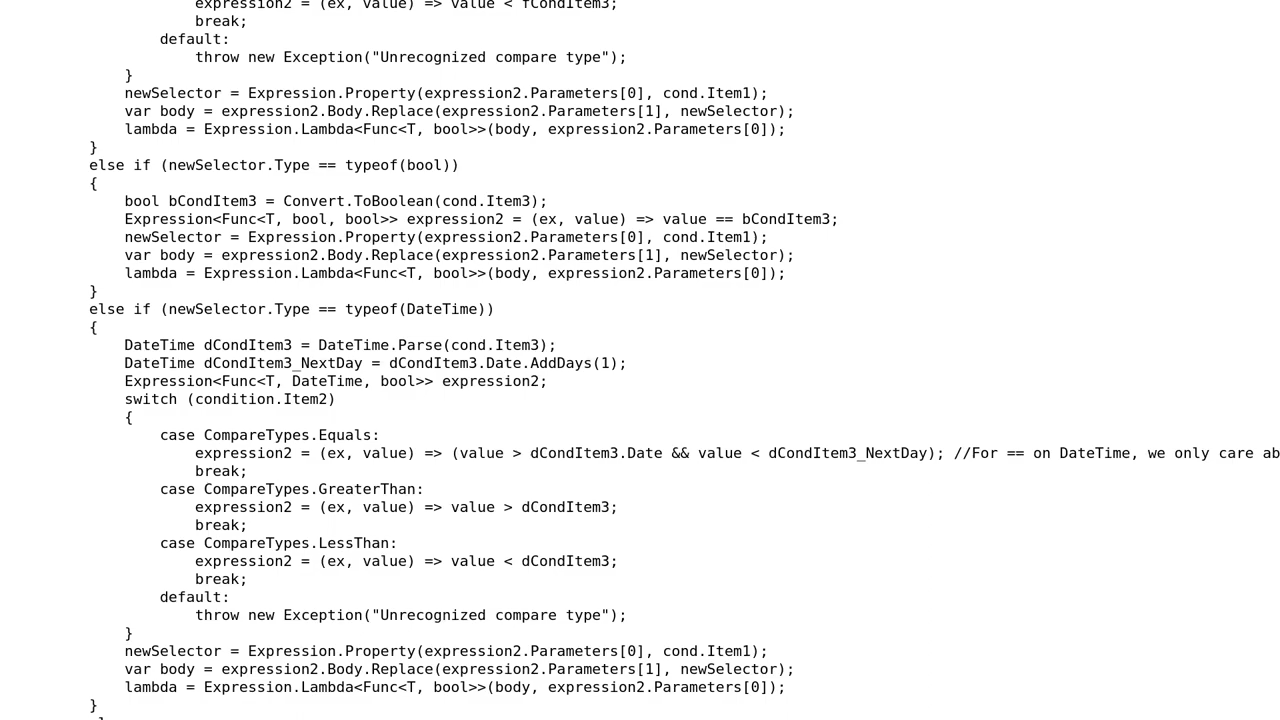 expression2 = (ex, value) => value < fCondItem3;
break;
default:
throw new Exception("Unrecognized compare type");
}
newSelector = Expression.Property(expression2.Parameters[0], cond.Item1);
var body = expression2.Body.Replace(expression2.Parameters[1], newSelector);
lambda = Expression.Lambda<Func<T, bool>>(body, expression2.Parameters[0]);
}
else if (newSelector.Type == typeof(bool))
{
bool bCondItem3 = Convert.ToBoolean(cond.Item3);
Expression<Func<T, bool, bool>> expression2 = (ex, value) => value == bCondItem3;
newSelector = Expression.Property(expression2.Parameters[0], cond.Item1);
var body = expression2.Body.Replace(expression2.Parameters[1], newSelector);
lambda = Expression.Lambda<Func<T, bool>>(body, expression2.Parameters[0]);
}
else if (newSelector.Type == typeof(DateTime))
{
DateTime dCondItem3 = DateTime.Parse(cond.Item3);
DateTime dCondItem3_NextDay = dCondItem3.Date.AddDays(1);
Expression<Func<T, DateTime, bool>> expression2;
switch (condition.Item2)
{
case CompareTypes.Equals:
expression2 = (ex, value) => (value > dCondItem3.Date && value < dCondItem3_NextDay); //For == on DateTime, we only care ab
break;
case CompareTypes.GreaterThan:
expression2 = (ex, value) => value > dCondItem3;
break;
case CompareTypes.LessThan:
expression2 = (ex, value) => value < dCondItem3;
break;
default:
throw new Exception("Unrecognized compare type");
}
newSelector = Expression.Property(expression2.Parameters[0], cond.Item1);
var body = expression2.Body.Replace(expression2.Parameters[1], newSelector);
lambda = Expression.Lambda<Func<T, bool>>(body, expression2.Parameters[0]);
}